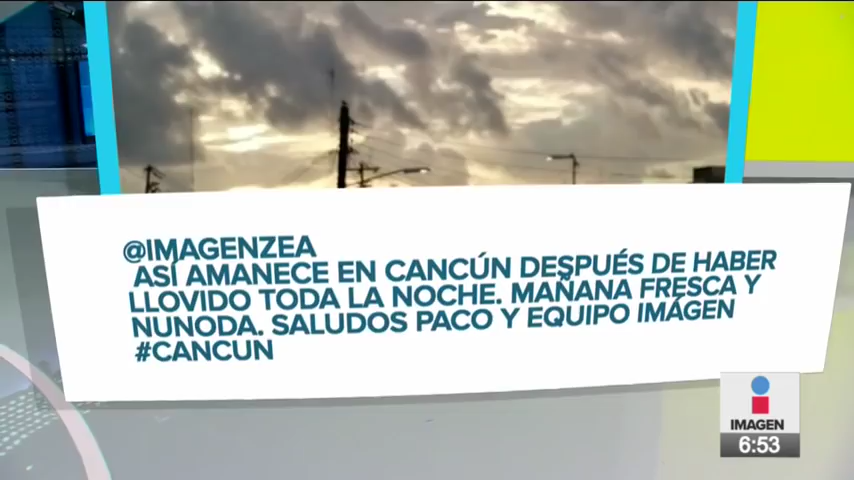 @IMAGENZEA
ASÍ AMANECE EN CANCÚN DESPUÉS DE HABER
LLOVIDO TODA LA NOCHE. MAÑANA FRESCA Y
NUNODA. SALUDOS PACO Y EQUIPO IMÁGEN
#CANCUN
IMAGEN
6:53